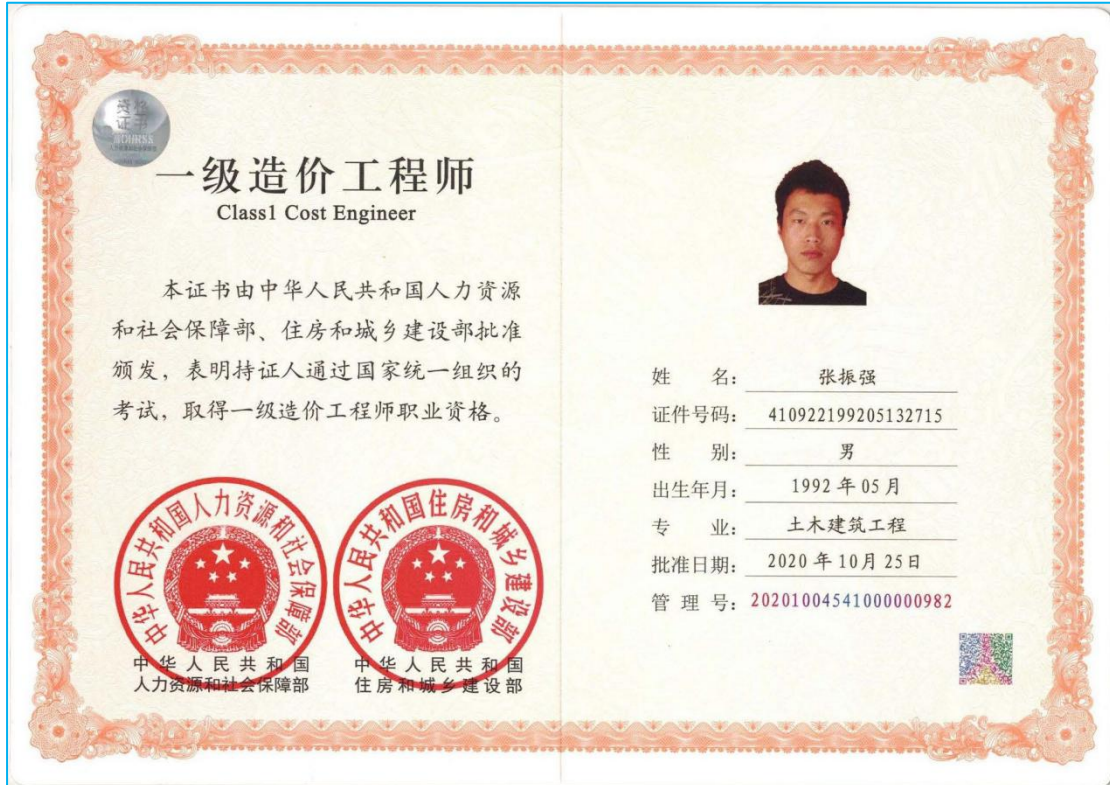 资格
证书
MOHRSS
一级造价工程师
Class1 Cost Engineer
本证书由中华人民共和国人力资源
和社会保障部、住房和城乡建设部批准
颁发，表明持证人通过国家统一组织的
考试，取得一级造价工程师职业资格。
中华人民共和国人力资源和社会保障部
中华人民共和国住房和城乡建设部
中华人民共和国
人力资源和社会保障部
中华人民共和国
住房和城乡建设部
姓 名： 张振强
证件号码： 410922199205132715
性 别： 男
出生年月： 1992年05月
专 业： 土木建筑工程
批准日期： 2020年10月25日
管 理 号： 20201004541000000982